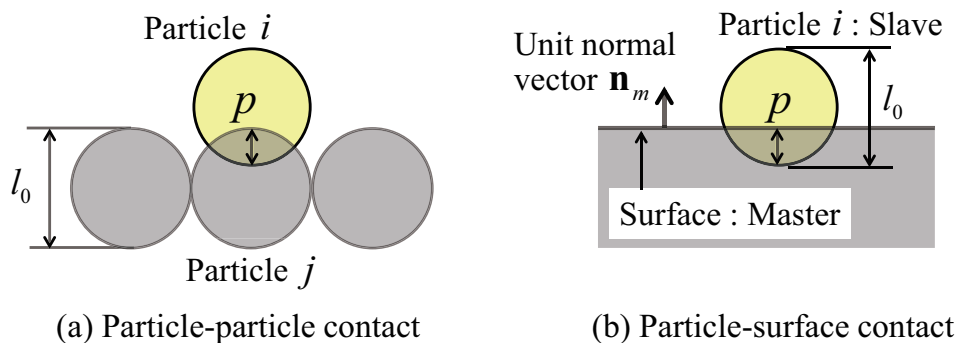 Particle i
p
l₀
Particle j
(a) Particle-particle contact
Unit normal
vector nₘ
Particle i : Slave
p
l₀
Surface : Master
(b) Particle-surface contact